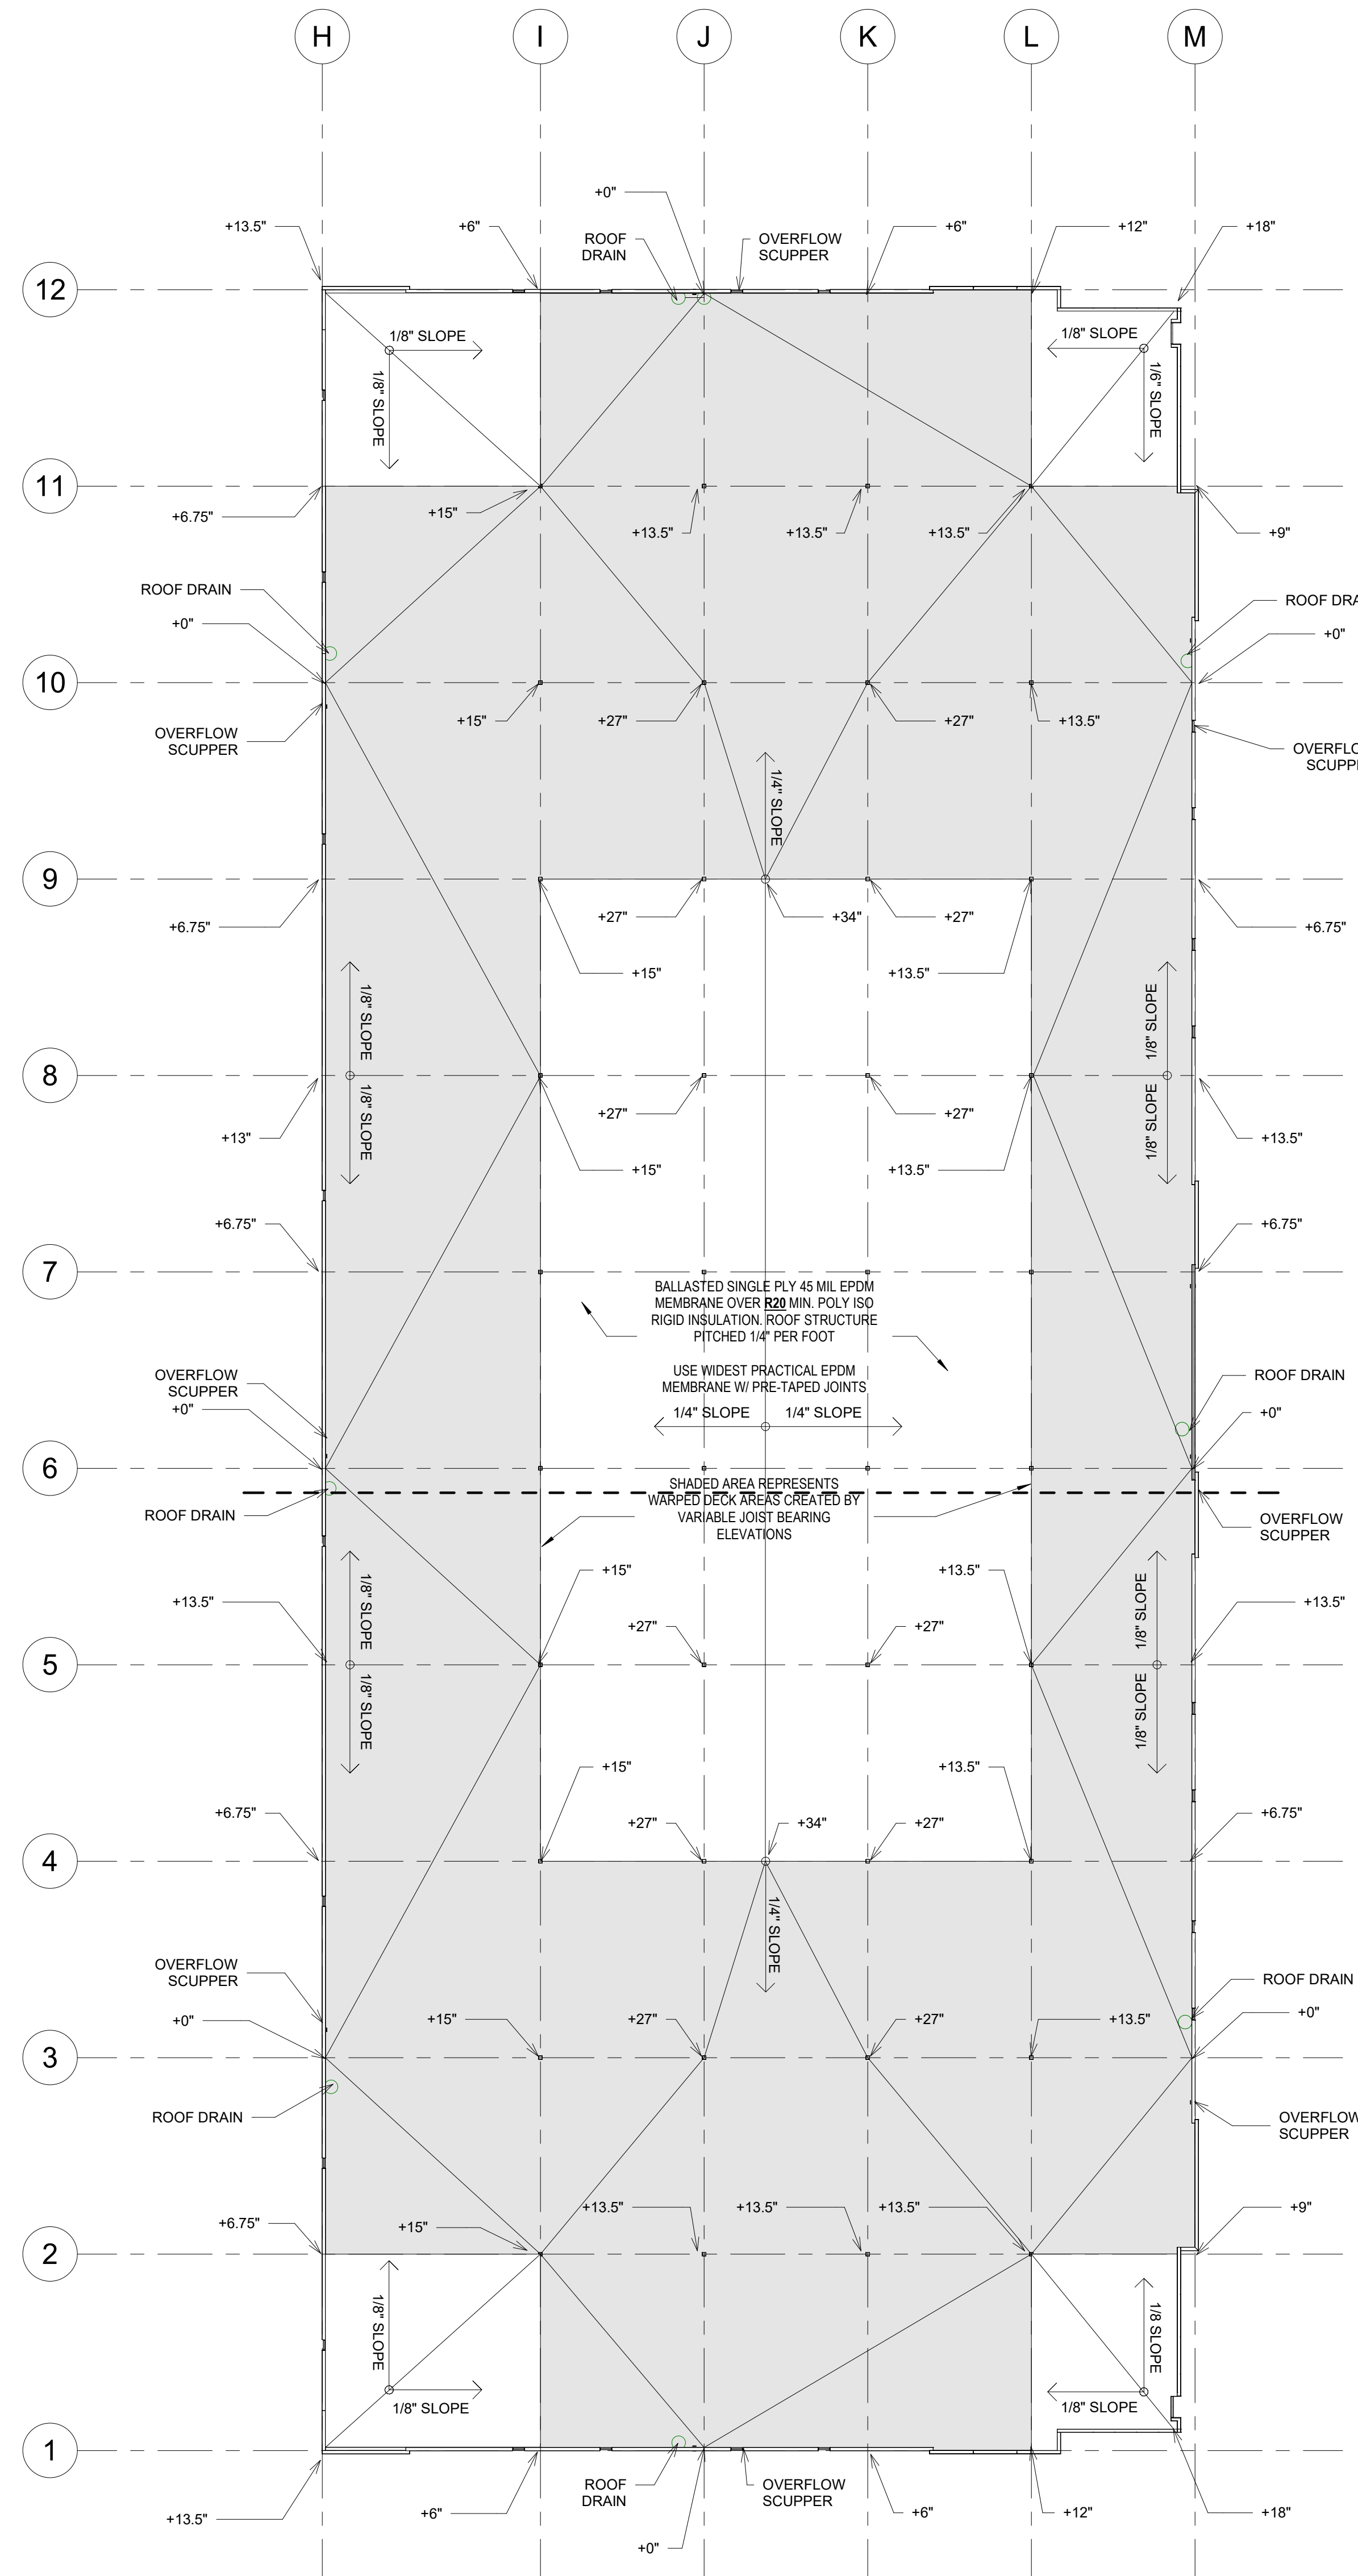 H I J K L M
+0"
+13.5" +6" ROOF OVERFLOW +6" +12" +18"
DRAIN SCUPPER
12
1/8" SLOPE 1/8" SLOPE
1/8" SLOPE 1/6" SLOPE
11
+6.75" +15" +13.5" +13.5" +13.5" +9"
ROOF DRAIN ROOF DRA
+0" +0"
10
+15" +27" +27" +13.5"
OVERFLOW OVERFLO
SCUPPER SCUPP
1/4" SLOPE
9
+6.75" +27" +34" +27" +6.75"
+15" +13.5"
1/8" SLOPE 1/8" SLOPE
8
1/8" SLOPE 1/8" SLOPE
+13" +27" +27" +13.5"
+15" +13.5"
+6.75" +6.75"
7
BALLASTED SINGLE PLY 45 MIL EPDM
MEMBRANE OVER R20 MIN. POLY ISO
RIGID INSULATION. ROOF STRUCTURE
PITCHED 1/4" PER FOOT
USE WIDEST PRACTICAL EPDM
MEMBRANE W/ PRE-TAPED JOINTS
OVERFLOW
SCUPPER
ROOF DRAIN
+0" 1/4" SLOPE 1/4" SLOPE +0"
6
SHADED AREA REPRESENTS
WARPED DECK AREAS CREATED BY
VARIABLE JOIST BEARING
ELEVATIONS
ROOF DRAIN
OVERFLOW
SCUPPER
1/8" SLOPE +15" +13.5" 1/8" SLOPE
+13.5" +27" +27" +13.5"
5
1/8" SLOPE 1/8" SLOPE
+15" +13.5"
+6.75" +27" +34" +27" +6.75"
4
1/4" SLOPE
OVERFLOW
SCUPPER
ROOF DRAIN
+0" +15" +27" +27" +13.5" +0"
3
ROOF DRAIN
OVERFLOW
SCUPPER
+6.75" +15" +13.5" +13.5" +13.5" +9"
2
1/8" SLOPE 1/8 SLOPE
1/8" SLOPE 1/8" SLOPE
1
ROOF OVERFLOW
DRAIN SCUPPER
+13.5" +6" +6" +12" +18"
+0"